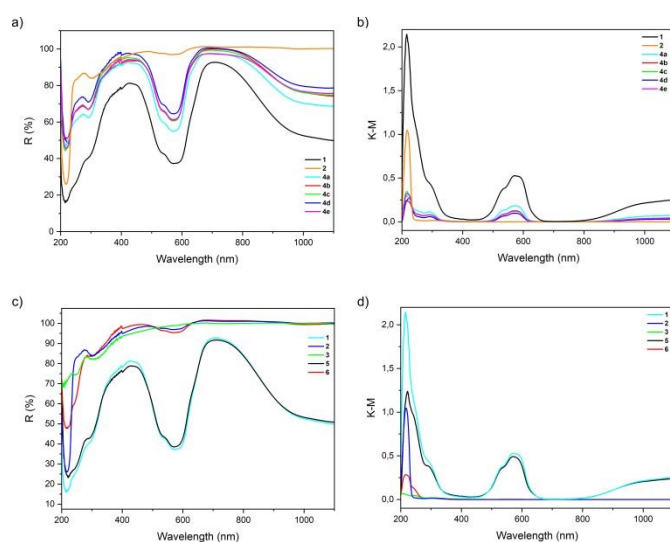 a)
100
80
60
40
20
0
R (%)
200
400
600
800
1000
Wavelength (nm)
1
2
4a
4b
4c
4d
4e
b)
2,0
1,5
1,0
0,5
0,0
K-M
200
400
600
800
1000
Wavelength (nm)
1
2
4a
4b
4c
4d
4e
c)
100
90
80
70
60
50
40
30
20
10
R (%)
200
400
600
800
1000
Wavelength (nm)
1
2
3
5
6
d)
2,0
1,5
1,0
0,5
0,0
K-M
200
400
600
800
1000
Wavelength (nm)
1
2
3
5
6